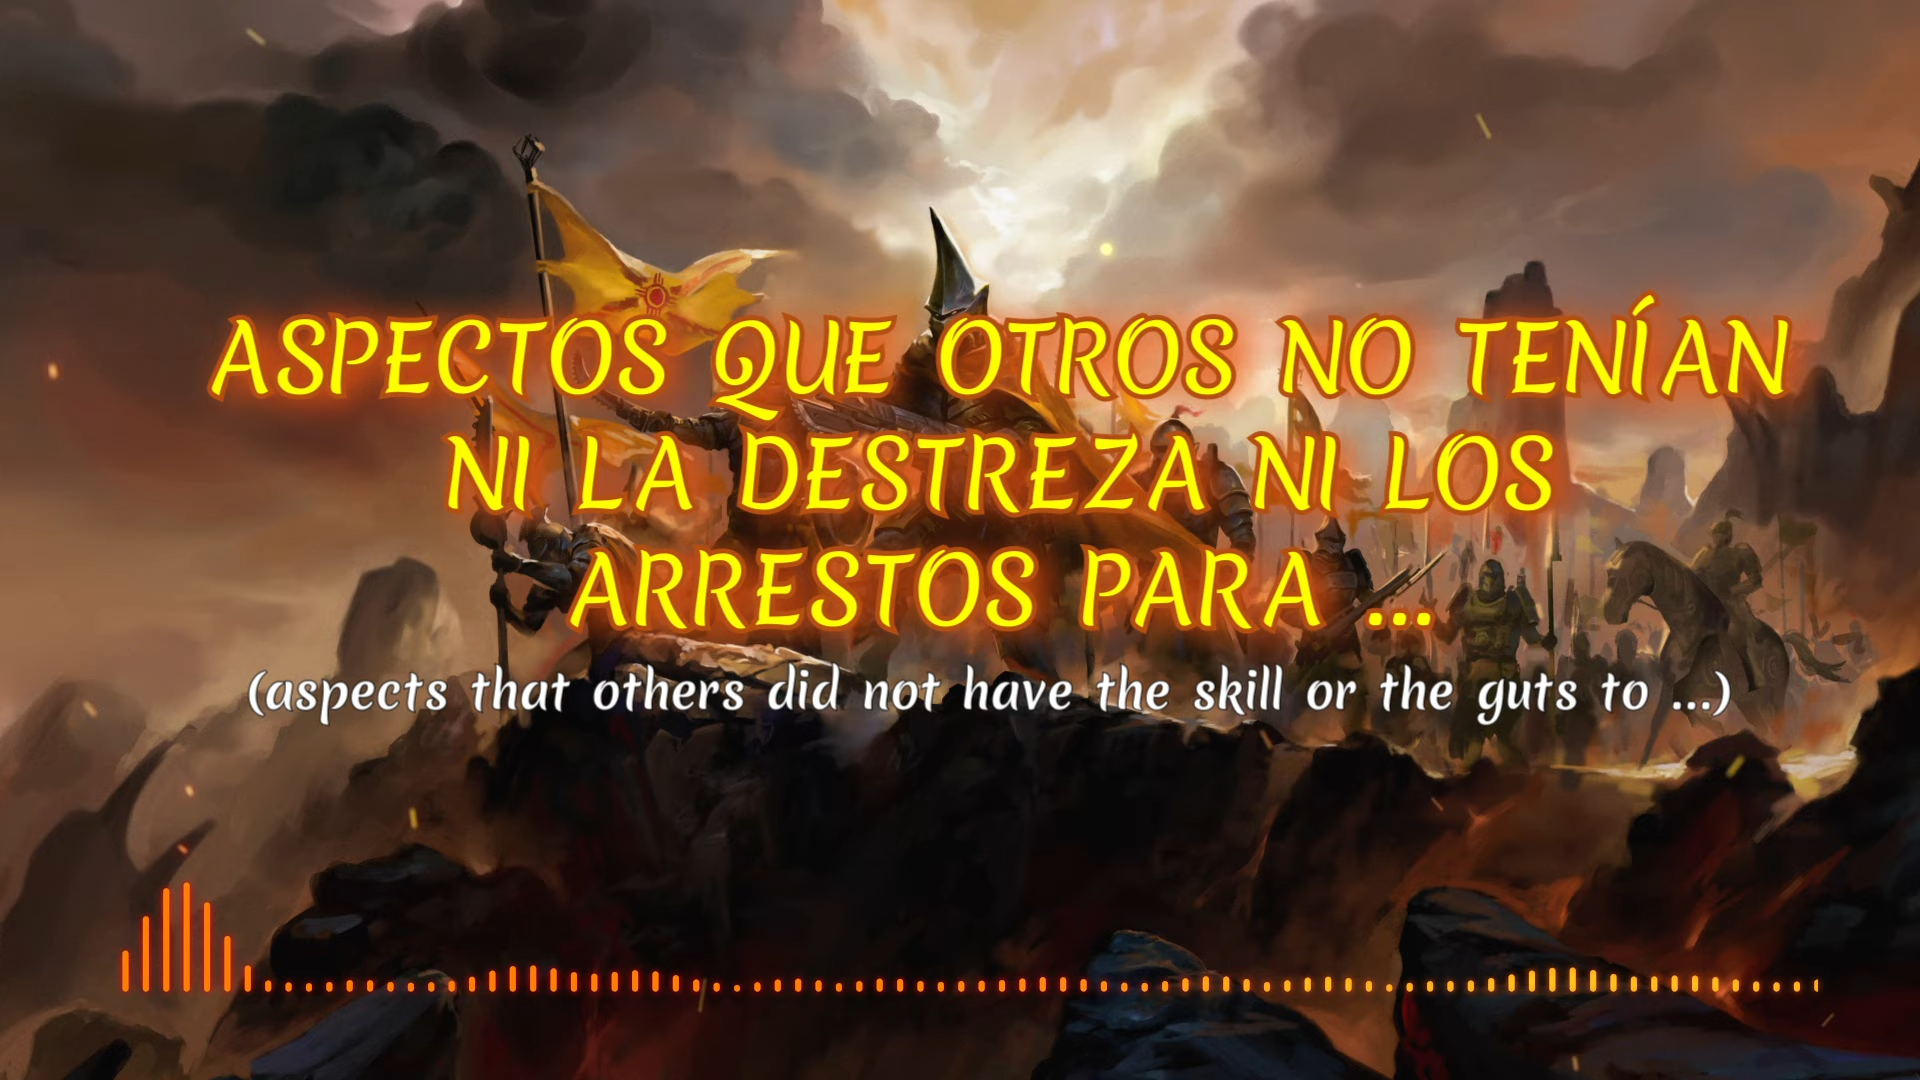 ASPECTOS QUE OTROS NO TENÍAN
NI LA DESTREZA NI LOS
ARRESTOS PARA ...
(aspects that others did not have the skill or the guts to ...)